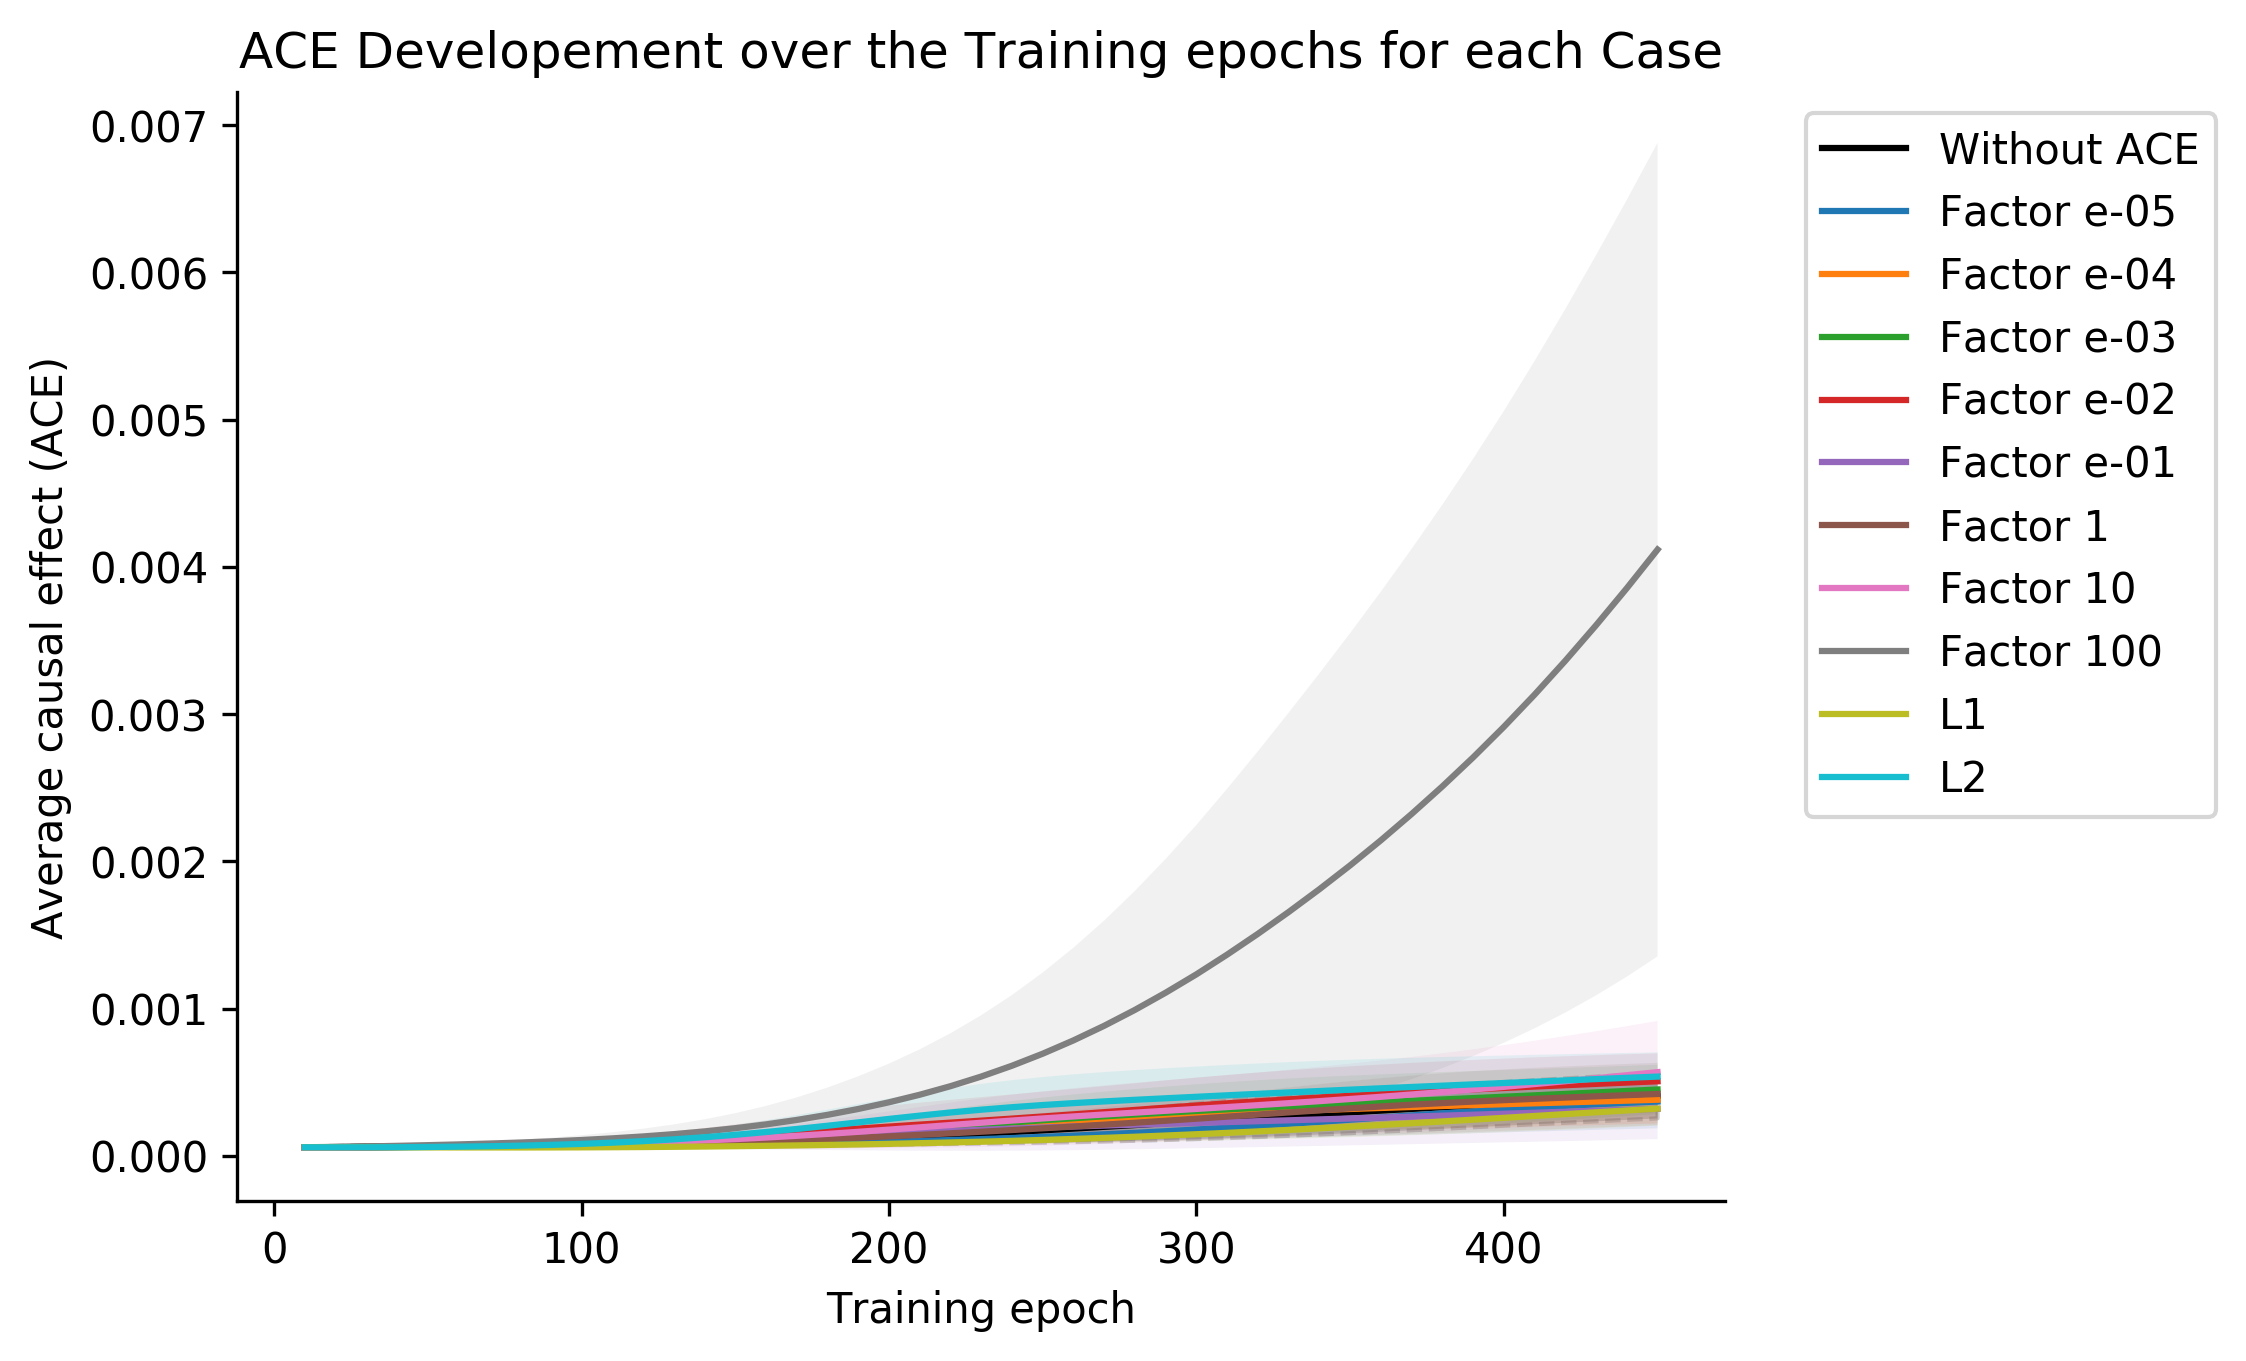 ACE Developement over the Training epochs for each Case
0.007
0.006
0.005
0.004
0.003
0.002
0.001
0.000
Average causal effect (ACE)
0
100
200
300
400
Training epoch
Without ACE
Factor e-05
Factor e-04
Factor e-03
Factor e-02
Factor e-01
Factor 1
Factor 10
Factor 100
L1
L2